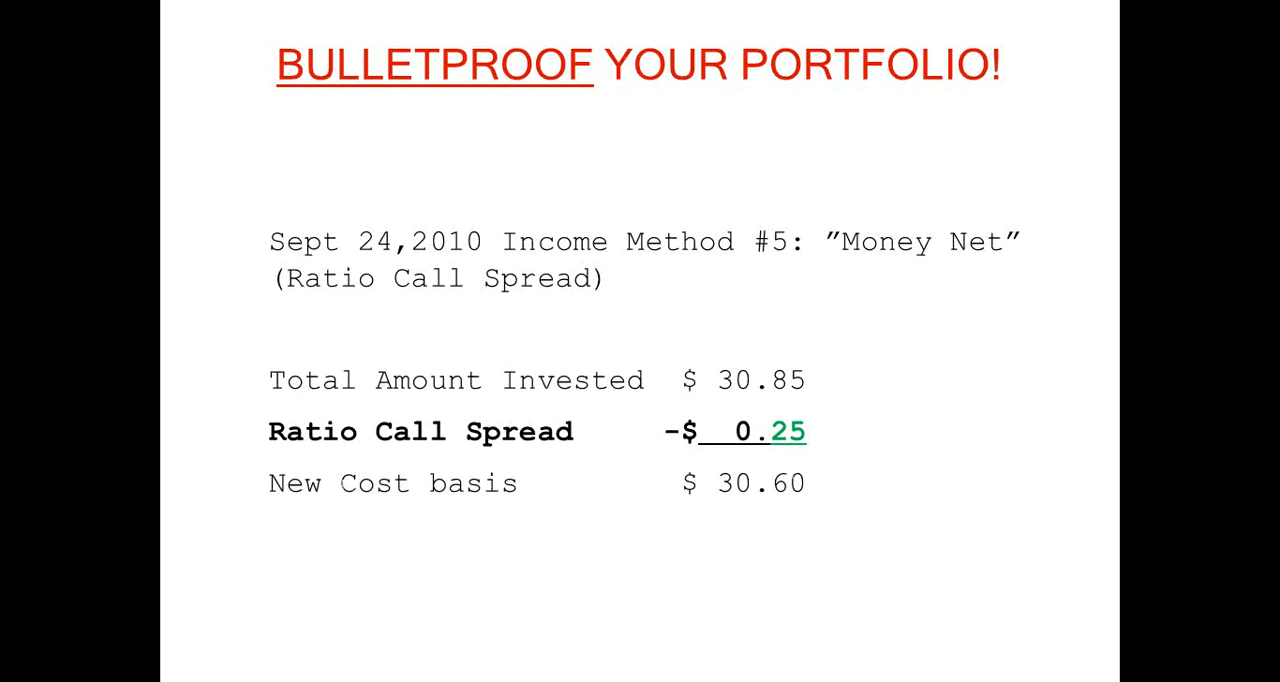 BULLETPROOF YOUR PORTFOLIO!
Sept 24,2010 Income Method #5: ”Money Net”
(Ratio Call Spread)
Total Amount Invested $ 30.85
Ratio Call Spread -$ 0.25
New Cost basis $ 30.60